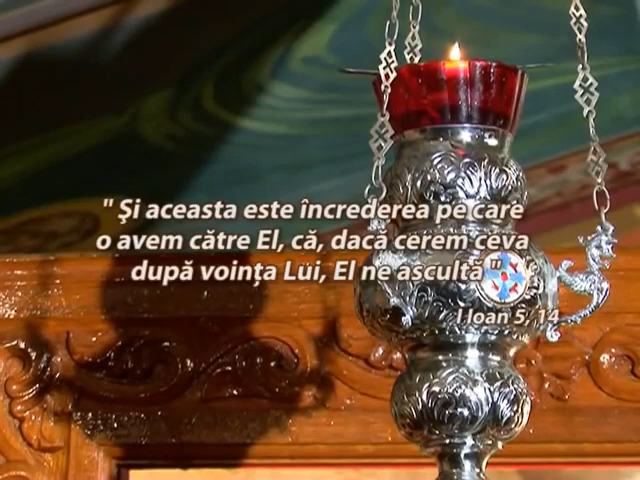 " Şi aceasta este încrederea pe care
o avem către El, că, dacă cerem ceva
după voinţa Lui, El ne ascultă "
I Ioan 5, 14